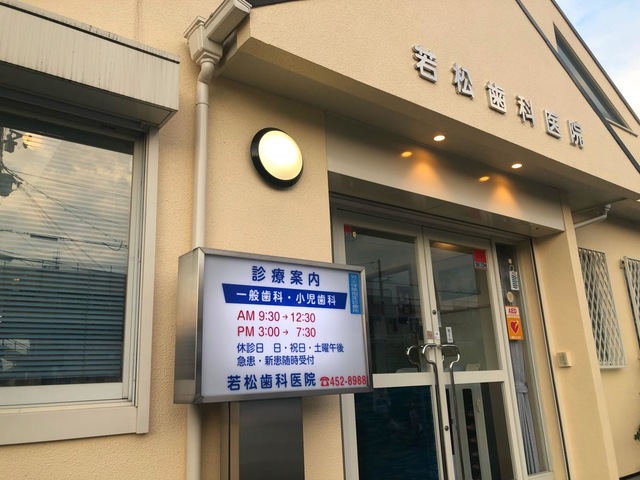 若松歯科医院
診療案内
一般歯科・小児歯科
AM 9:30→12:30
PM 3:00→ 7:30
休診日 日・祝日・土曜午後
急患・新患随時受付
若松歯科医院☎452-8988
AED